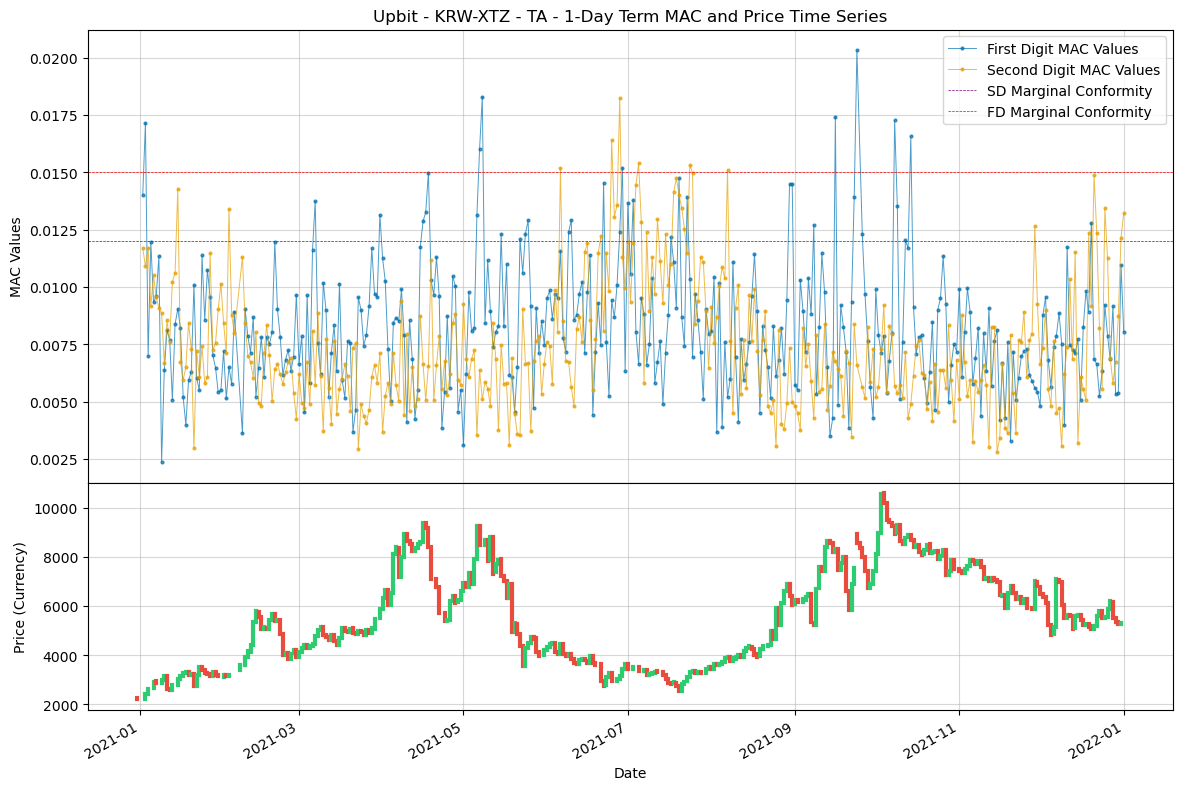 Upbit - KRW-XTZ - TA - 1-Day Term MAC and Price Time Series
First Digit MAC Values
Second Digit MAC Values
SD Marginal Conformity
FD Marginal Conformity
MAC Values
0.0200
0.0175
0.0150
0.0125
0.0100
0.0075
0.0050
0.0025
Price (Currency)
10000
8000
6000
4000
2000
2021-01
2021-03
2021-05
2021-07
2021-09
2021-11
2022-01
Date